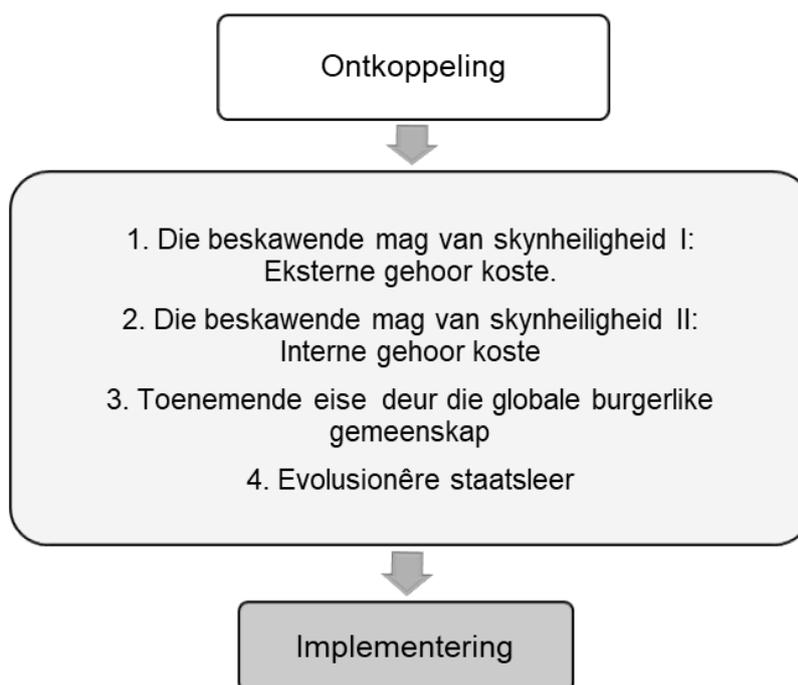 Ontkoppeling
1. Die beskawende mag van skynheiligheid I:
Eksterne gehoor koste.
2. Die beskawende mag van skynheiligheid II:
Interne gehoor koste
3. Toenemende eise deur die globale burgerlike
gemeenskap
4. Evolusionêre staatsleer
Implementering